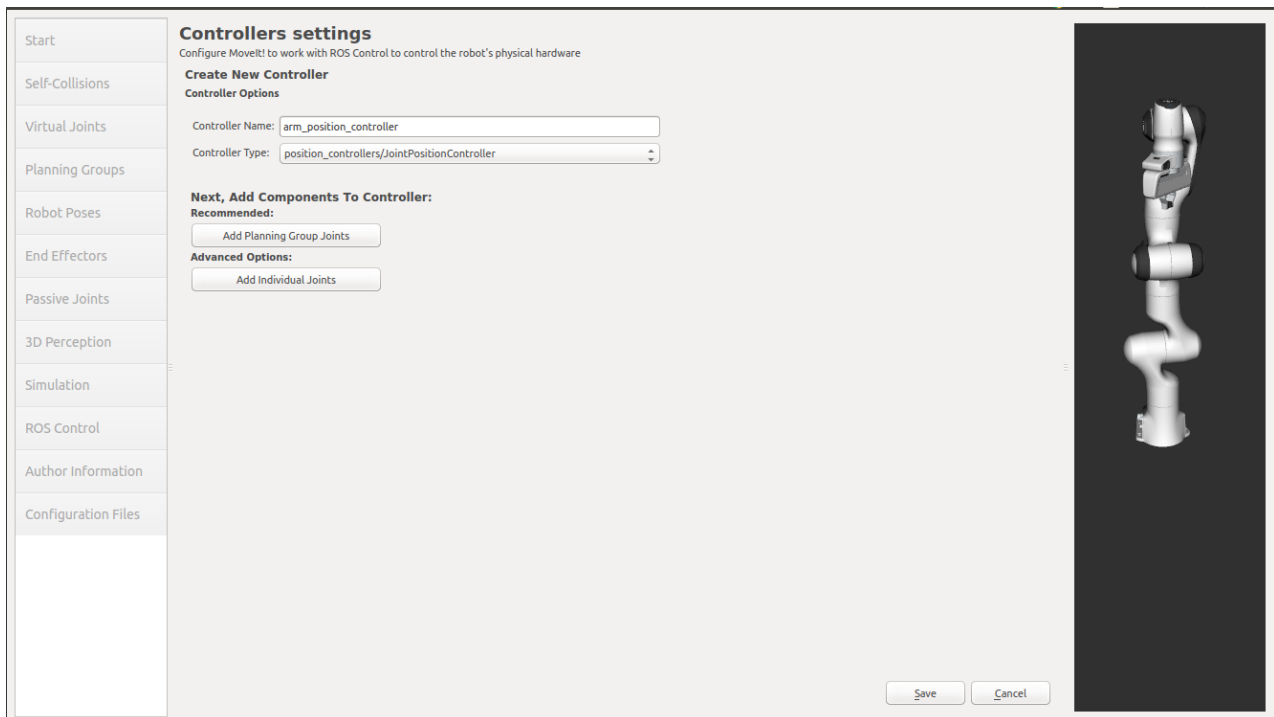 Start
Self-Collisions
Virtual Joints
Planning Groups
Robot Poses
End Effectors
Passive Joints
3D Perception
Simulation
ROS Control
Author Information
Configuration Files
Controllers settings
Configure MoveIt! to work with ROS Control to control the robot's physical hardware
Create New Controller
Controller Options
Controller Name: arm_position_controller
Controller Type: position_controllers/JointPositionController
Next, Add Components To Controller:
Recommended:
Add Planning Group Joints
Advanced Options:
Add Individual Joints
Save Cancel